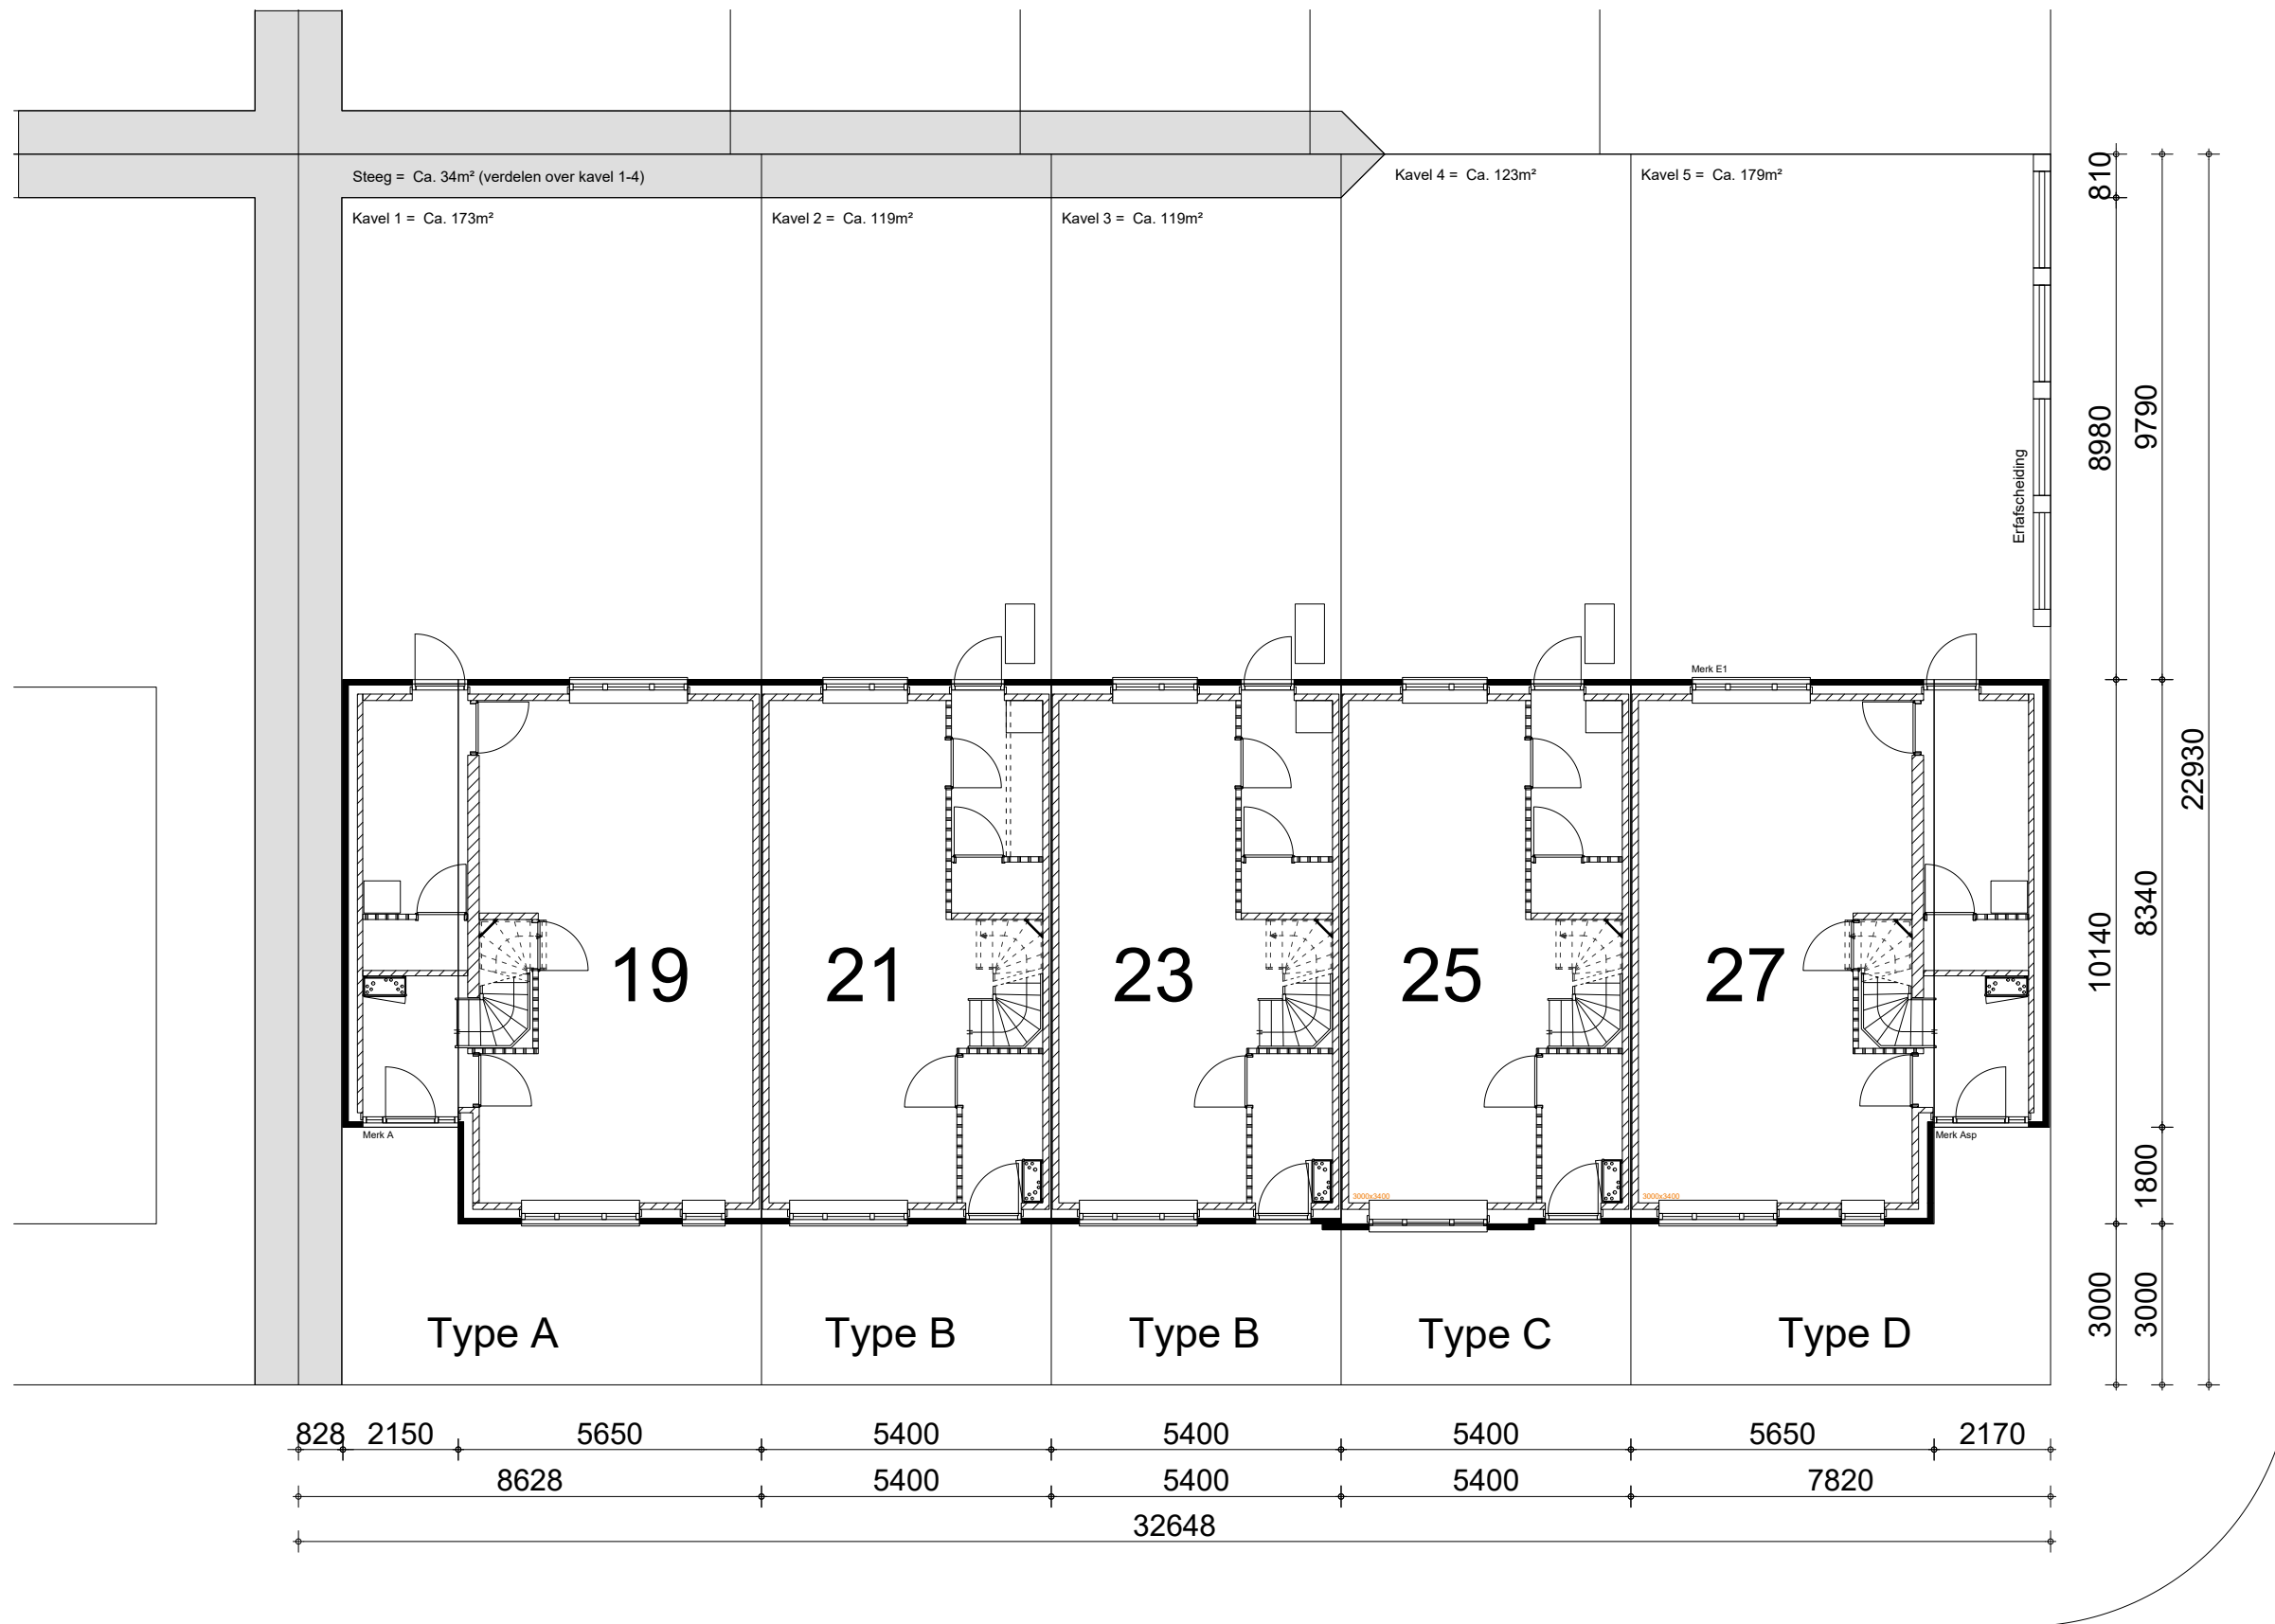 Steeg =  Ca. 34m² (verdelen over kavel 1-4)
Kavel 4 =  Ca. 123m²
Kavel 5 =  Ca. 179m²
Kavel 1 =  Ca. 173m²
Kavel 2 =  Ca. 119m²
Kavel 3 =  Ca. 119m²
810
8980
9790
Erfafscheiding
Merk E1
22930
10140
8340
19
21
23
25
27
Merk A
Merk Asp
1800
3000x3400
3000x3400
3000
3000
Type A
Type B
Type B
Type C
Type D
828
2150
5650
5400
5400
5400
5650
2170
8628
5400
5400
5400
7820
32648